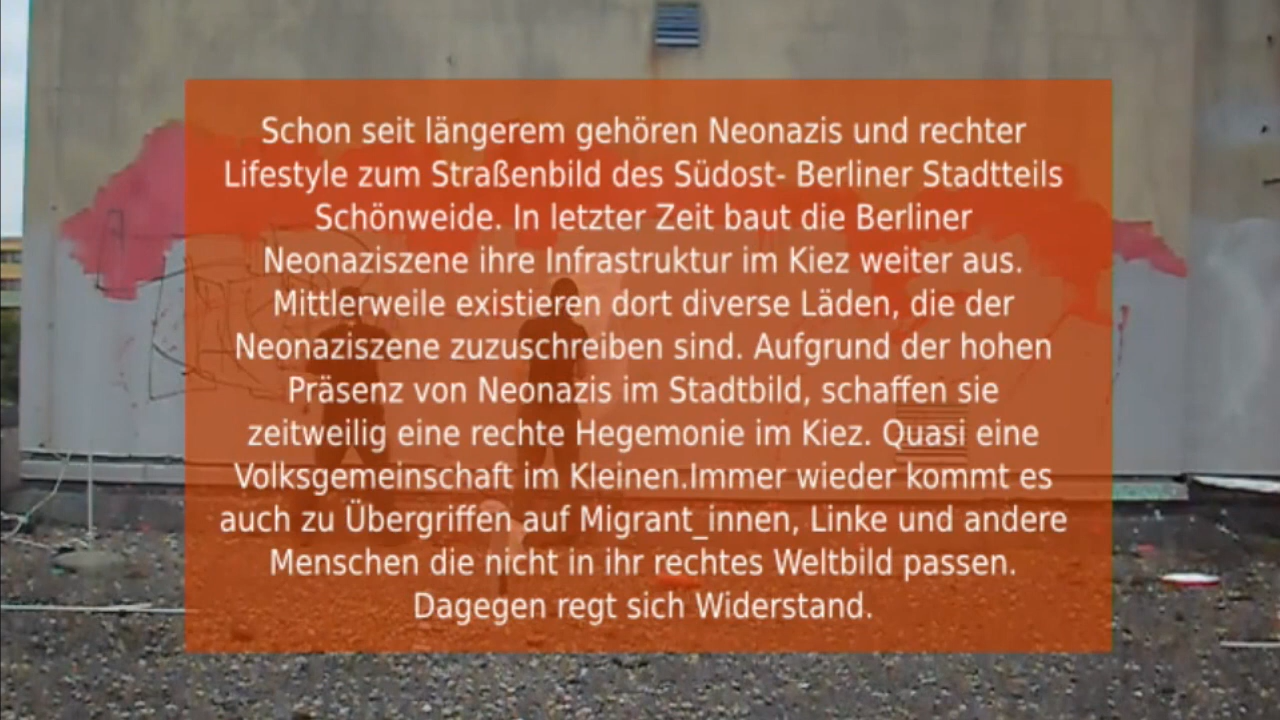 Schon seit längerem gehören Neonazis und rechter
Lifestyle zum Straßenbild des Südost- Berliner Stadtteils
Schönweide. In letzter Zeit baut die Berliner
Neonaziszene ihre Infrastruktur im Kiez weiter aus.
Mittlerweile existieren dort diverse Läden, die der
Neonaziszene zuzuschreiben sind. Aufgrund der hohen
Präsenz von Neonazis im Stadtbild, schaffen sie
zeitweilig eine rechte Hegemonie im Kiez. Quasi eine
Volksgemeinschaft im Kleinen.Immer wieder kommt es
auch zu Übergriffen auf Migrant_innen, Linke und andere
Menschen die nicht in ihr rechtes Weltbild passen.
Dagegen regt sich Widerstand.